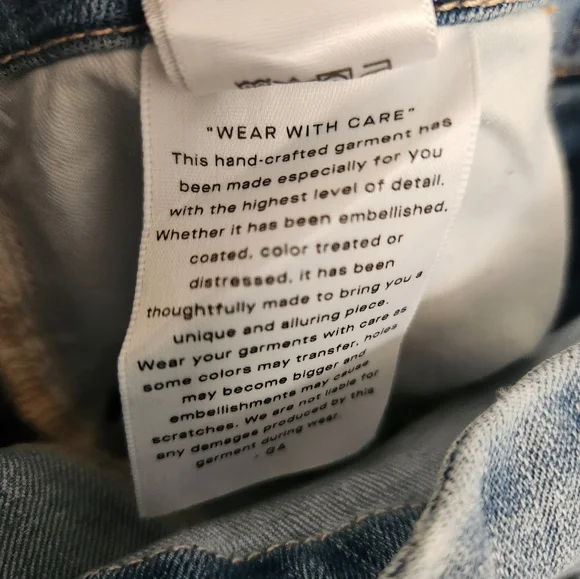 "WEAR WITH CARE"
This hand-crafted garment has
been made especially for you
with the highest level of detail.
Whether it has been embellished,
coated, color treated or
distressed, it has been
thoughtfully made to bring you a
unique and alluring piece.
Wear your garments with care as
some colors may transfer, holes
may become bigger and
embellishments may cause
scratches. We are not liable for
any damages produced by this
garment during wear.
- GA